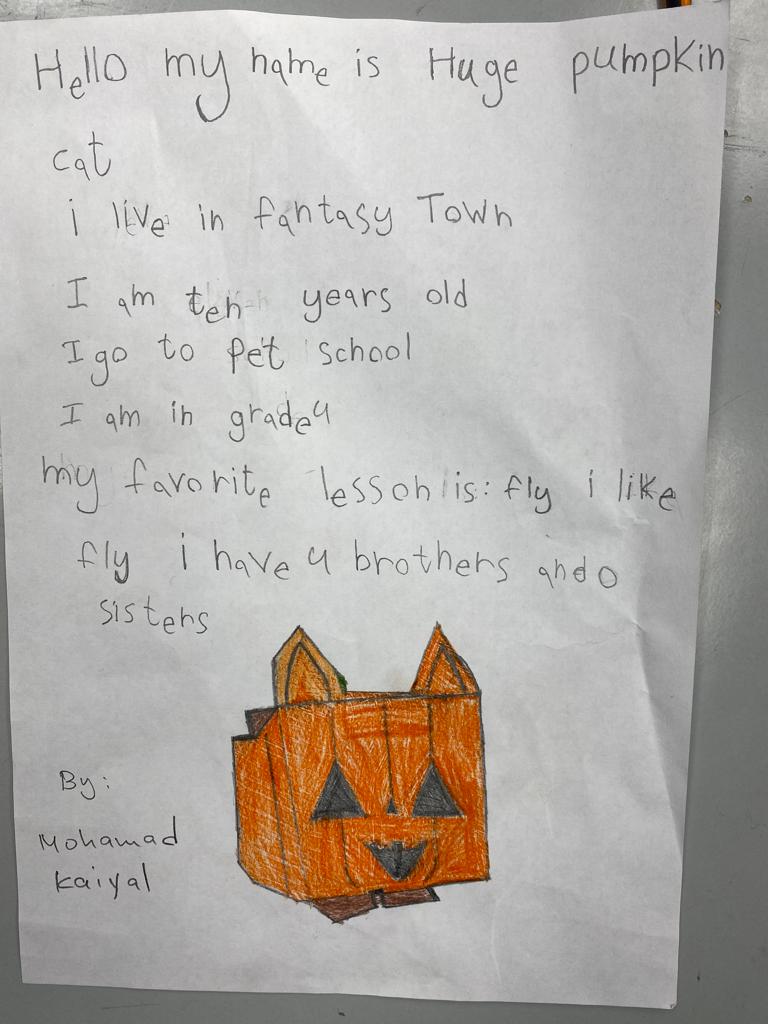 Hello my name is Huge pumpkin
cat
i live in fantasy Town
I am ten years old
I go to pet school
I am in grade 4
my favorite lesson is: fly i like
fly i have 4 brothers and 0
sisters
By:
Mohamad
Kaiyal